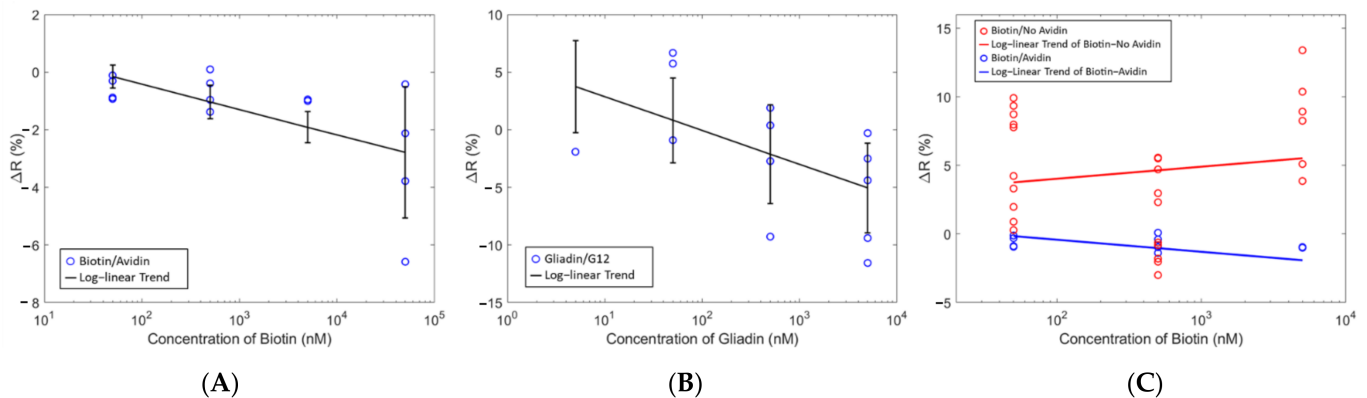 2
0
−2
−4
−6
−8
ΔR (%)
Biotin/Avidin
Log−linear Trend
10^1
10^2
10^3
10^4
10^5
Concentration of Biotin (nM)
(A)
10
5
0
−5
−10
−15
ΔR (%)
Gliadin/G12
Log−linear Trend
10^0
10^1
10^2
10^3
10^4
Concentration of Gliadin (nM)
(B)
15
10
5
0
−5
ΔR (%)
Biotin/No Avidin
Log−linear Trend of Biotin−No Avidin
Biotin/Avidin
Log−Linear Trend of Biotin−Avidin
10^2
10^3
10^4
Concentration of Biotin (nM)
(C)